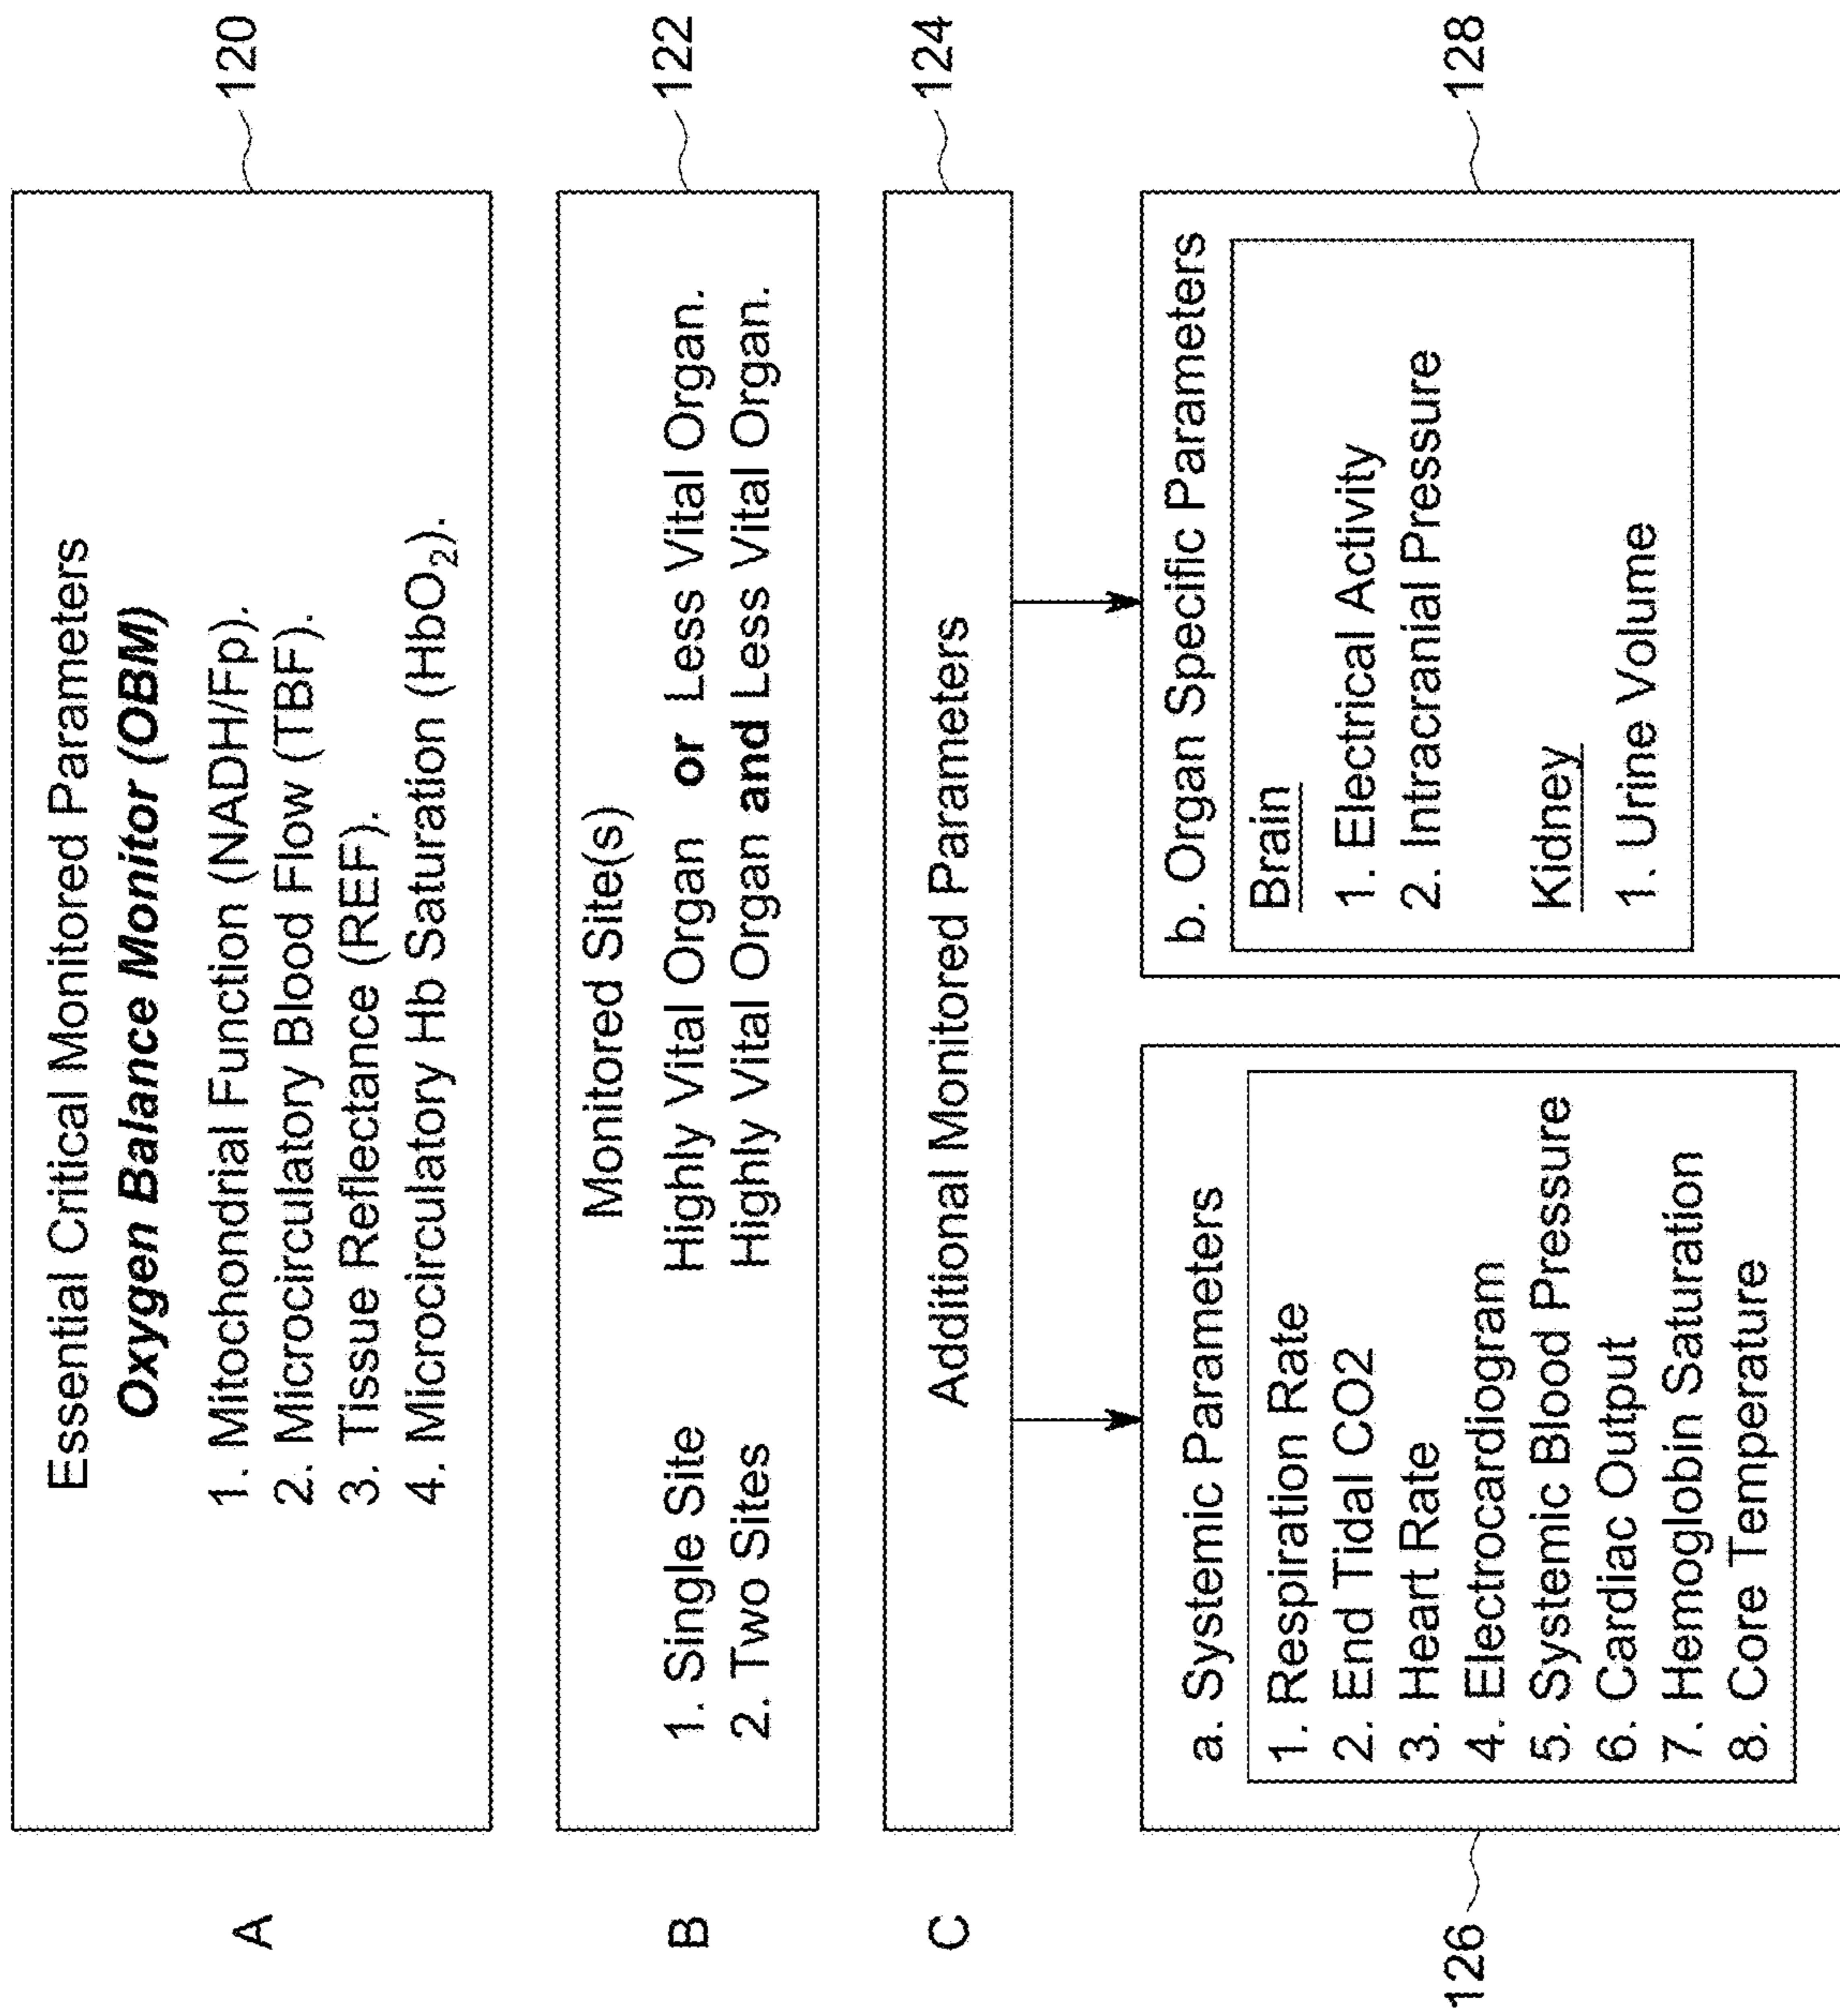 A
Essential Critical Monitored Parameters
Oxygen Balance Monitor (OBM)
1. Mitochondrial Function (NADH/Fp).
2. Microcirculatory Blood Flow (TBF).
3. Tissue Reflectance (REF).
4. Microcirculatory Hb Saturation (HbO₂).
120
B
Monitored Site(s)
1. Single Site Highly Vital Organ or Less Vital Organ.
2. Two Sites Highly Vital Organ and Less Vital Organ.
122
C
Additional Monitored Parameters
124
a. Systemic Parameters
1. Respiration Rate
2. End Tidal CO2
3. Heart Rate
4. Electrocardiogram
5. Systemic Blood Pressure
6. Cardiac Output
7. Hemoglobin Saturation
8. Core Temperature
126
b. Organ Specific Parameters
Brain
1. Electrical Activity
2. Intracranial Pressure
Kidney
1. Urine Volume
128